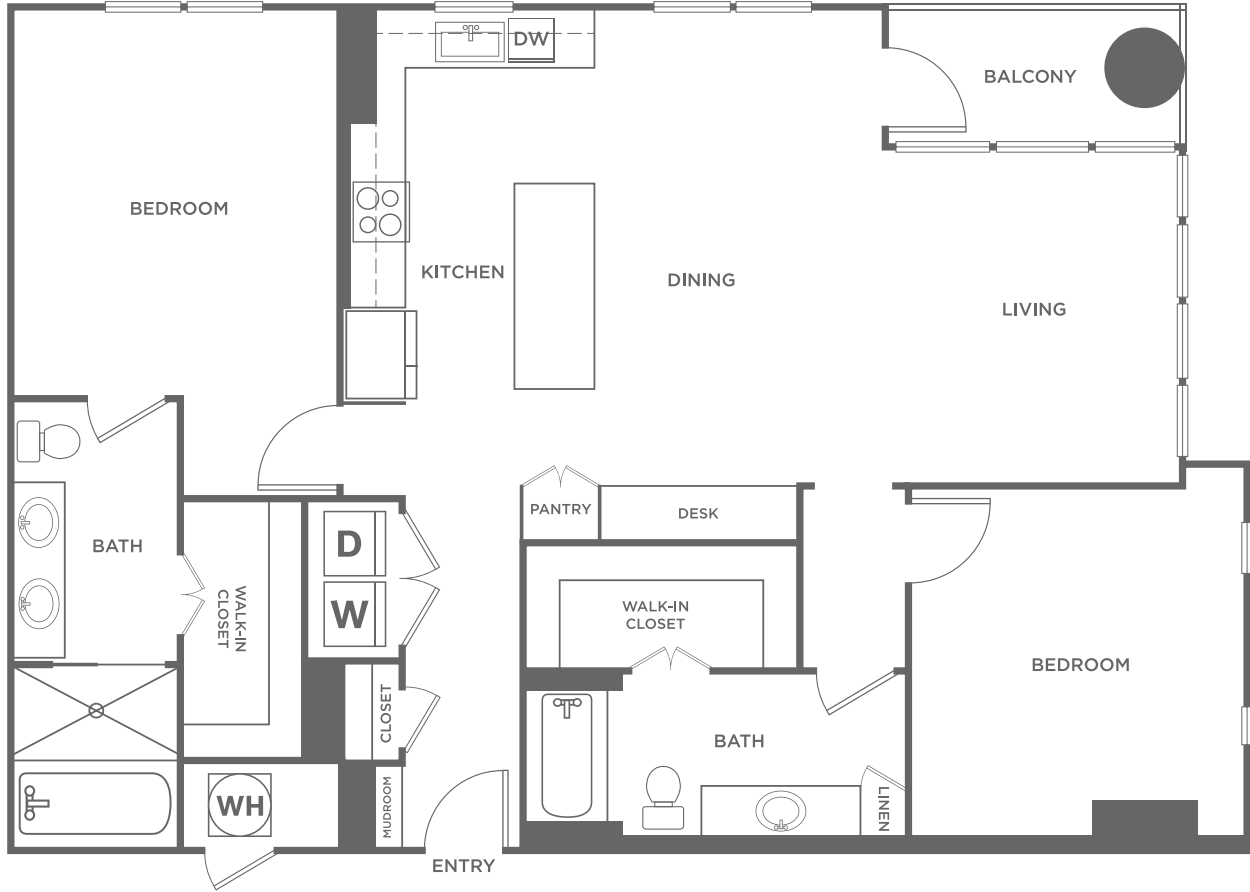 DW
BALCONY
BEDROOM
KITCHEN
DINING
LIVING
PANTRY
DESK
D
BATH
W
WALK-IN
CLOSET
WALK-IN
CLOSET
BEDROOM
CLOSET
BATH
WH
MUDROOM
LINEN
ENTRY